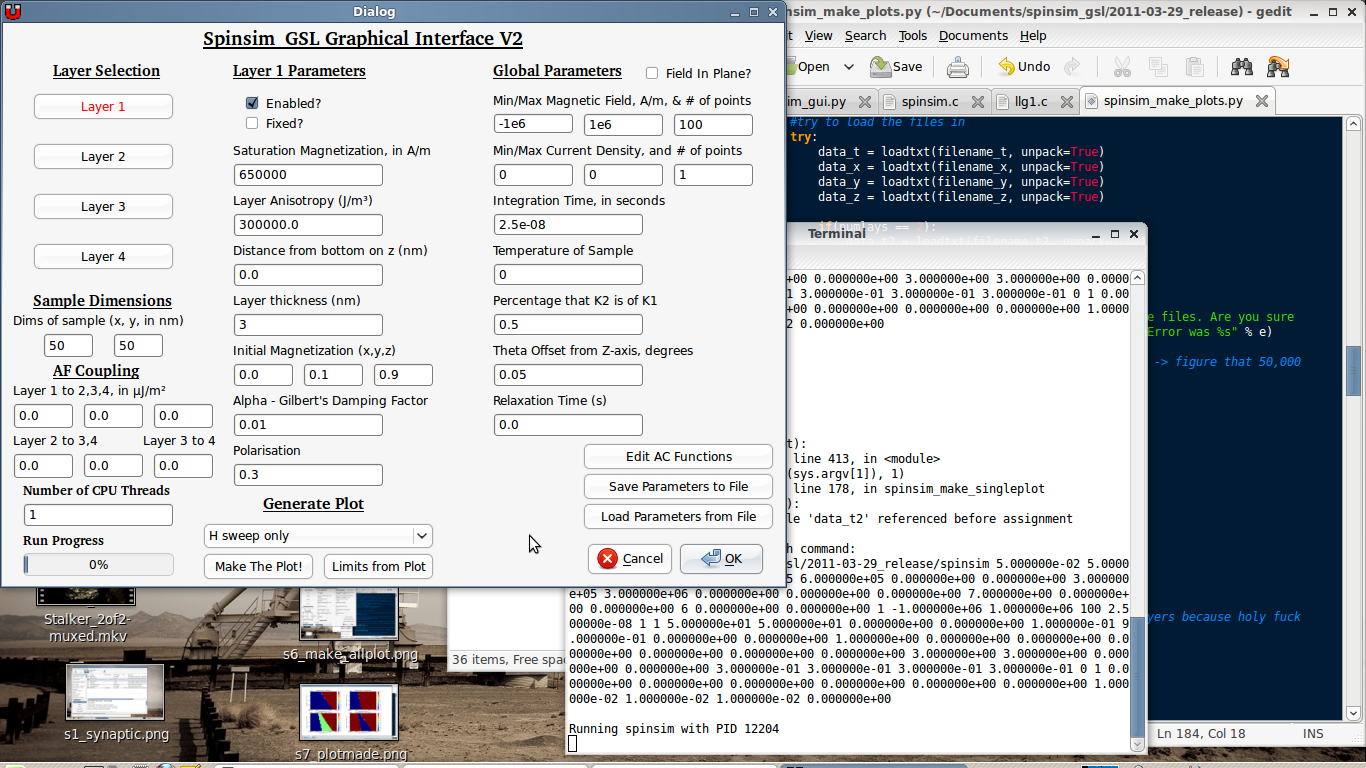 Dialog
Spinsim_GSL Graphical Interface V2
Layer Selection
Layer 1
Layer 2
Layer 3
Layer 4
Sample Dimensions
Dims of sample (x, y, in nm)
50 50
AF Coupling
Layer 1 to 2,3,4, in µJ/m²
0.0 0.0 0.0
Layer 2 to 3,4 Layer 3 to 4
0.0 0.0 0.0
Number of CPU Threads
1
Run Progress
0%
Layer 1 Parameters
Enabled?
Fixed?
Saturation Magnetization, in A/m
650000
Layer Anisotropy (J/m³)
300000.0
Distance from bottom on z (nm)
0.0
Layer thickness (nm)
3
Initial Magnetization (x,y,z)
0.0 0.1 0.9
Alpha - Gilbert's Damping Factor
0.01
Polarisation
0.3
Generate Plot
H sweep only
Make The Plot! Limits from Plot
Global Parameters Field In Plane?
Min/Max Magnetic Field, A/m, & # of points
-1e6 1e6 100
Min/Max Current Density, and # of points
0 0 1
Integration Time, in seconds
2.5e-08
Temperature of Sample
0
Percentage that K2 is of K1
0.5
Theta Offset from Z-axis, degrees
0.05
Relaxation Time (s)
0.0
Edit AC Functions
Save Parameters to File
Load Parameters from File
Cancel OK
nsim_make_plots.py (~/Documents/spinsim_gsl/2011-03-29_release) - gedit
it View Search Tools Documents Help
Open Save Undo
im_gui.py spinsim.c llg1.c spinsim_make_plots.py
#try to load the files in
try:
data_t = loadtxt(filename_t, unpack=True)
data_x = loadtxt(filename_x, unpack=True)
data_y = loadtxt(filename_y, unpack=True)
data_z = loadtxt(filename_z, unpack=True)
e files. Are you sure
Error was %s" % e)
-> figure that 50,000
yers because holy fuck
Ln 184, Col 18 INS
Terminal
+00 0.000000e+00 3.000000e+00 3.000000e+00 0.0000
1 3.000000e-01 3.000000e-01 3.000000e-01 0 1 0.00
+00 0.000000e+00 0.000000e+00 0.000000e+00 1.0000
2 0.000000e+00
t):
line 413, in <module>
(sys.argv[1]), 1)
line 178, in spinsim_make_singleplot
):
le 'data_t2' referenced before assignment
h command:
sl/2011-03-29_release/spinsim 5.000000e-02 5.0000
5 6.000000e+05 0.000000e+00 0.000000e+00 3.000000
e+05 3.000000e+06 0.000000e+00 0.000000e+00 7.000000e+00 0.000000e+
00 0.000000e+00 6 0.000000e+00 0.000000e+00 1 -1.000000e+06 1.000000e+06 100 2.5
00000e-08 1 1 5.000000e+01 5.000000e+01 0.000000e+00 0.000000e+00 1.000000e-01 9
.000000e-01 0.000000e+00 0.000000e+00 1.000000e+00 0.000000e+00 0.000000e+00 0.0
00000e+00 0.000000e+00 0.000000e+00 0.000000e+00 3.000000e+00 3.000000e+00 0.000
000e+00 0.000000e+00 3.000000e-01 3.000000e-01 3.000000e-01 3.000000e-01 0 1 0.0
00000e+00 0.000000e+00 0.000000e+00 0.000000e+00 0.000000e+00 0.000000e+00 1.000
000e-02 1.000000e-02 1.000000e-02 0.000000e+00
Running spinsim with PID 12204
Stalker_2of2-
muxed.mkv
s6_make_allplot.png
s1_synaptic.png
s7_plotmade.png
36 items, Free spac